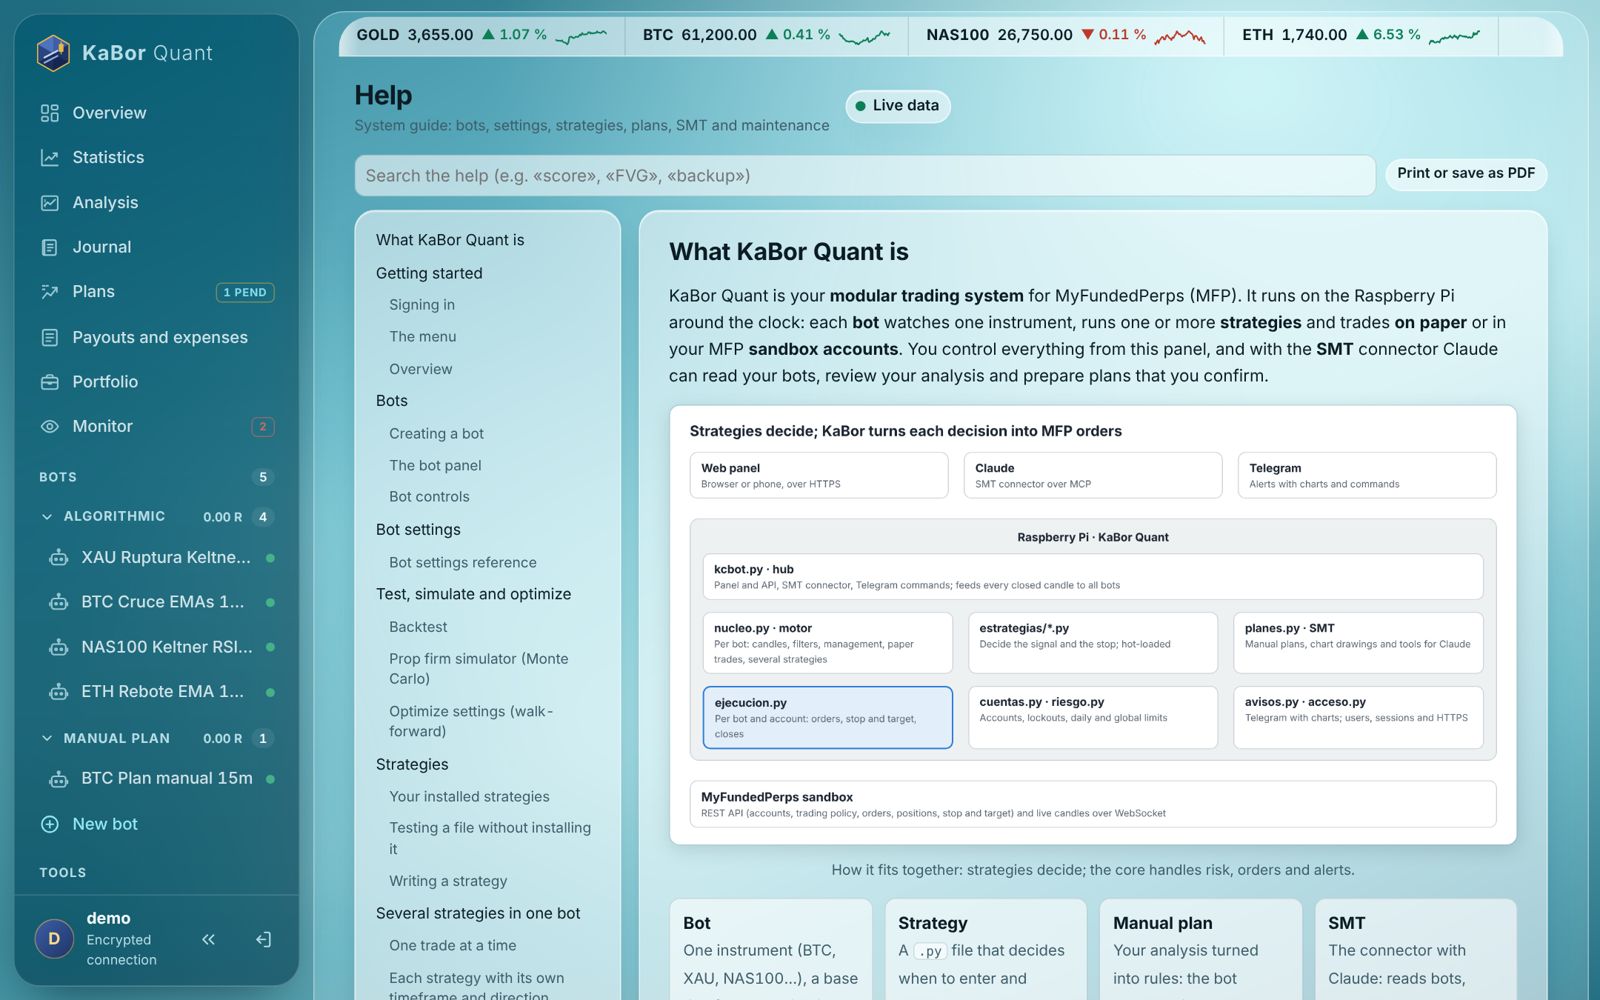 KaBor Quant
Overview
Statistics
Analysis
Journal
Plans
1 PEND
Payouts and expenses
Portfolio
Monitor
2
BOTS
5
ALGORITHMIC
0.00 R
4
XAU Ruptura Keltne...
BTC Cruce EMAs 1...
NAS100 Keltner RSI...
ETH Rebote EMA 1...
MANUAL PLAN
0.00 R
1
BTC Plan manual 15m
New bot
TOOLS
D
demo
Encrypted
connection
GOLD 3,655.00 ▲ 1.07 %
BTC 61,200.00 ▲ 0.41 %
NAS100 26,750.00 ▼ 0.11 %
ETH 1,740.00 ▲ 6.53 %
Help
System guide: bots, settings, strategies, plans, SMT and maintenance
Live data
Search the help (e.g. «score», «FVG», «backup»)
Print or save as PDF
What KaBor Quant is
Getting started
Signing in
The menu
Overview
Bots
Creating a bot
The bot panel
Bot controls
Bot settings
Bot settings reference
Test, simulate and optimize
Backtest
Prop firm simulator (Monte
Carlo)
Optimize settings (walk-
forward)
Strategies
Your installed strategies
Testing a file without installing
it
Writing a strategy
Several strategies in one bot
One trade at a time
Each strategy with its own
timeframe and direction
What KaBor Quant is
KaBor Quant is your modular trading system for MyFundedPerps (MFP). It runs on the Raspberry Pi
around the clock: each bot watches one instrument, runs one or more strategies and trades on paper or in
your MFP sandbox accounts. You control everything from this panel, and with the SMT connector Claude
can read your bots, review your analysis and prepare plans that you confirm.
Strategies decide; KaBor turns each decision into MFP orders
Web panel
Browser or phone, over HTTPS
Claude
SMT connector over MCP
Telegram
Alerts with charts and commands
Raspberry Pi · KaBor Quant
kcbot.py · hub
Panel and API, SMT connector, Telegram commands; feeds every closed candle to all bots
nucleo.py · motor
Per bot: candles, filters, management, paper
trades, several strategies
estrategias/*.py
Decide the signal and the stop; hot-loaded
planes.py · SMT
Manual plans, chart drawings and tools for Claude
ejecucion.py
Per bot and account: orders, stop and target,
closes
cuentas.py · riesgo.py
Accounts, lockouts, daily and global limits
avisos.py · acceso.py
Telegram with charts; users, sessions and HTTPS
MyFundedPerps sandbox
REST API (accounts, trading policy, orders, positions, stop and target) and live candles over WebSocket
How it fits together: strategies decide; the core handles risk, orders and alerts.
Bot
One instrument (BTC,
XAU, NAS100...), a base
Strategy
A .py file that decides
when to enter and
Manual plan
Your analysis turned
into rules: the bot
SMT
The connector with
Claude: reads bots,